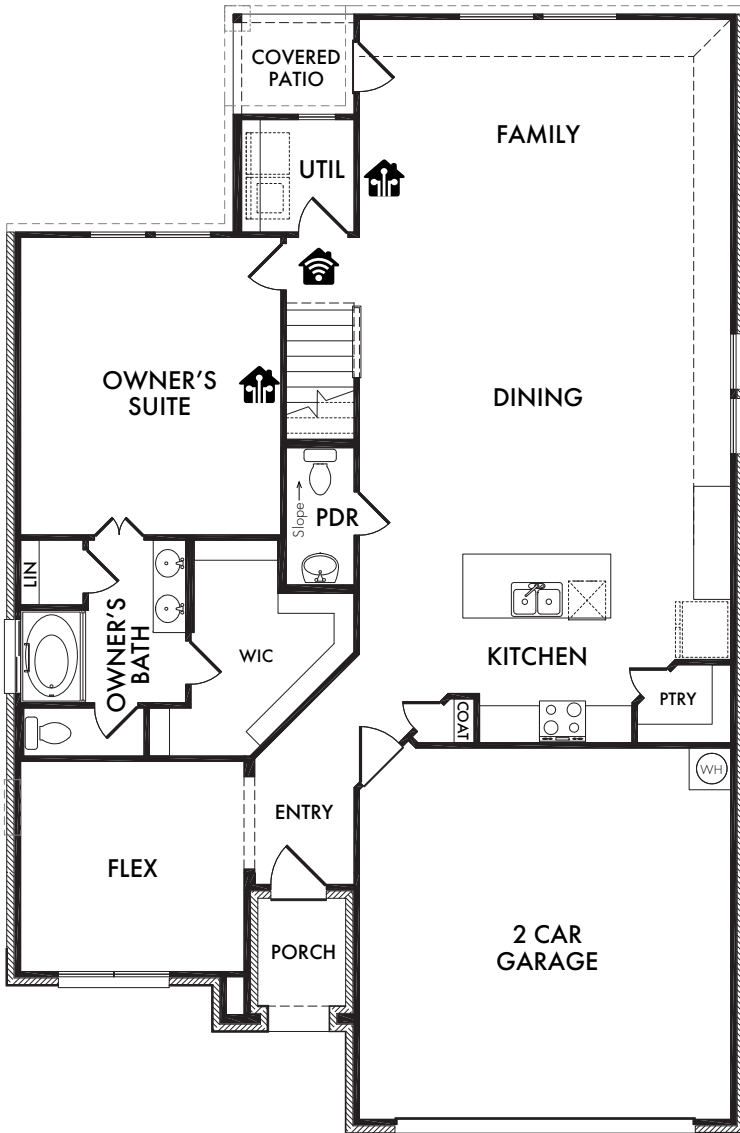 COVERED
PATIO
FAMILY
UTIL
OWNER'S
SUITE
DINING
Slope
PDR
LIN
OWNER'S
BATH
WIC
KITCHEN
PTRY
COAT
WH
ENTRY
FLEX
PORCH
2 CAR
GARAGE